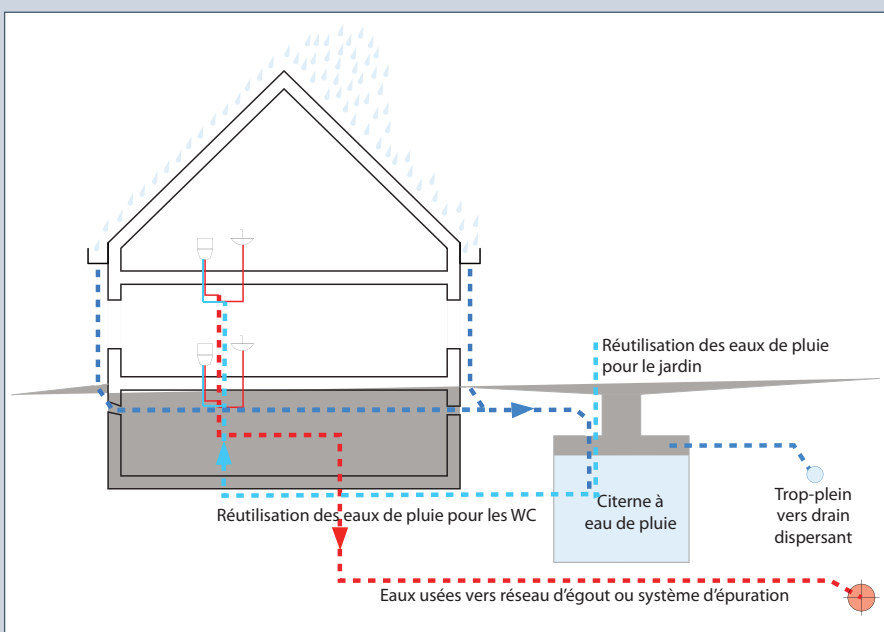 Réutilisation des eaux de pluie
pour le jardin
Citerne à
eau de pluie
Trop-plein
vers drain
dispersant
Réutilisation des eaux de pluie pour les WC
Eaux usées vers réseau d'égout ou système d'épuration